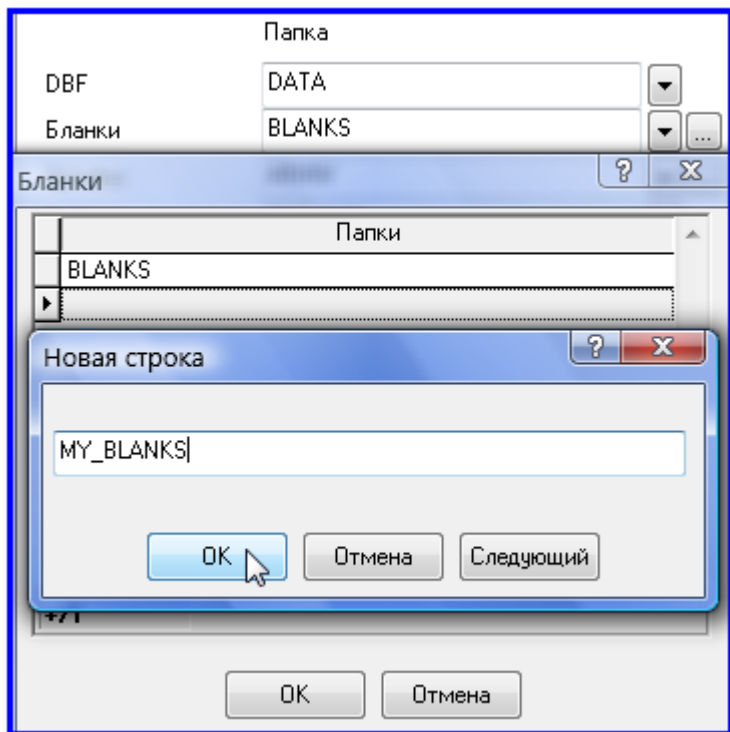 Папка
DBF DATA
Бланки BLANKS ...
Бланки ?
Папки
BLANKS
Новая строка ?
MY_BLANKS
OK Отмена Следующий
OK Отмена